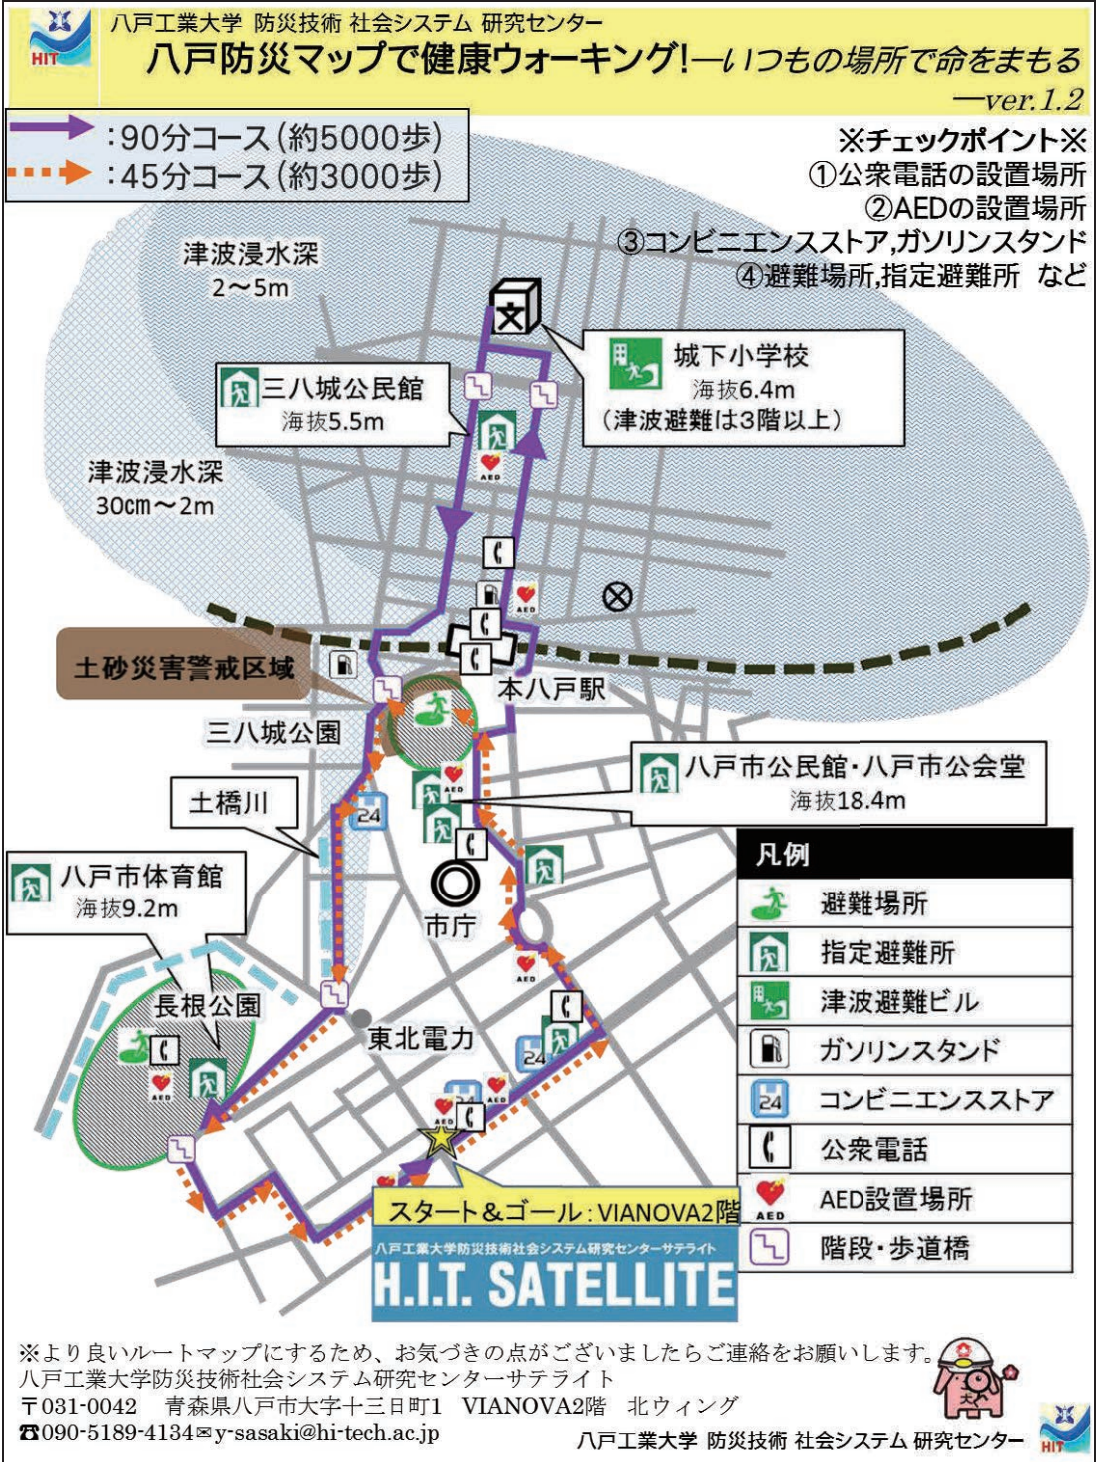 八戸工業大学 防災技術 社会システム 研究センター
八戸防災マップで健康ウォーキング!―いつもの場所で命をまもる
―ver.1.2
HIT
:90分コース(約5000歩)
:45分コース(約3000歩)
※チェックポイント※
①公衆電話の設置場所
②AEDの設置場所
③コンビニエンスストア,ガソリンスタンド
④避難場所,指定避難所 など
津波浸水深
2～5m
文
城下小学校
海抜6.4m
(津波避難は3階以上)
三八城公民館
海抜5.5m
AED
津波浸水深
30cm～2m
AED
土砂災害警戒区域
本八戸駅
三八城公園
八戸市公民館・八戸市公会堂
海抜18.4m
AED
土橋川
24
八戸市体育館
海抜9.2m
市庁
AED
長根公園
東北電力
24
AED
24
AED
AED
スタート&ゴール:VIANOVA2階
八戸工業大学防災技術社会システム研究センターサテライト
H.I.T. SATELLITE
凡例
避難場所
指定避難所
津波避難ビル
ガソリンスタンド
24 コンビニエンスストア
公衆電話
AED AED設置場所
階段・歩道橋
※より良いルートマップにするため、お気づきの点がございましたらご連絡をお願いします。
八戸工業大学防災技術社会システム研究センターサテライト
〒031-0042 青森県八戸市大字十三日町1 VIANOVA2階 北ウィング
☎090-5189-4134✉y-sasaki@hi-tech.ac.jp
八戸工業大学 防災技術 社会システム 研究センター
HIT